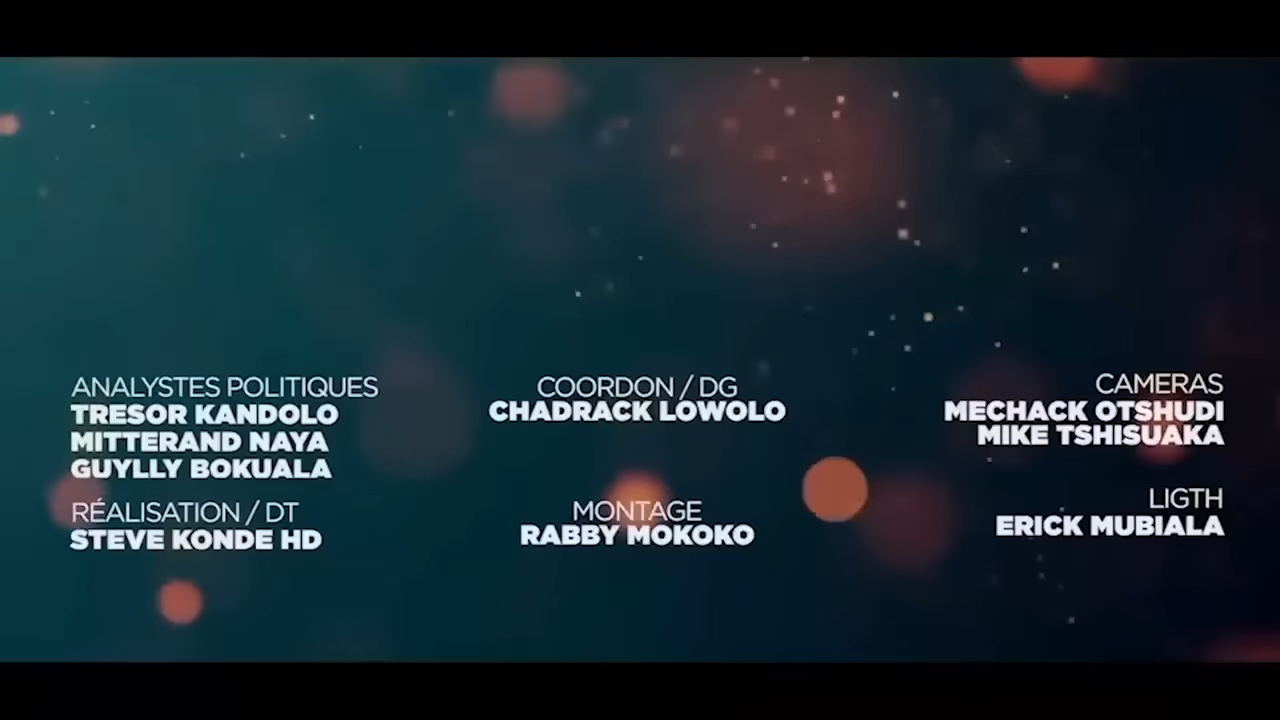 ANALYSTES POLITIQUES
TRESOR KANDOLO
MITTERAND NAYA
GUYLLY BOKUALA
RÉALISATION / DT
STEVE KONDE HD
COORDON / DG
CHADRACK LOWOLO
MONTAGE
RABBY MOKOKO
CAMERAS
MECHACK OTSHUDI
MIKE TSHISUAKA
LIGTH
ERICK MUBIALA